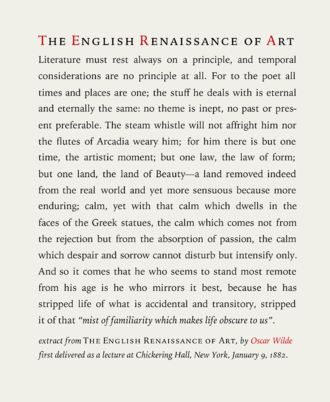 The English Renaissance of Art
Literature must rest always on a principle, and temporal
considerations are no principle at all. For to the poet all
times and places are one; the stuff he deals with is eternal
and eternally the same: no theme is inept, no past or pres-
ent preferable. The steam whistle will not affright him nor
the flutes of Arcadia weary him; for him there is but one
time, the artistic moment; but one law, the law of form;
but one land, the land of Beauty—a land removed indeed
from the real world and yet more sensuous because more
enduring; calm, yet with that calm which dwells in the
faces of the Greek statues, the calm which comes not from
the rejection but from the absorption of passion, the calm
which despair and sorrow cannot disturb but intensify only.
And so it comes that he who seems to stand most remote
from his age is he who mirrors it best, because he has
stripped life of what is accidental and transitory, stripped
it of that “mist of familiarity which makes life obscure to us”.
extract from The English Renaissance of Art, by Oscar Wilde
first delivered as a lecture at Chickering Hall, New York, January 9, 1882.